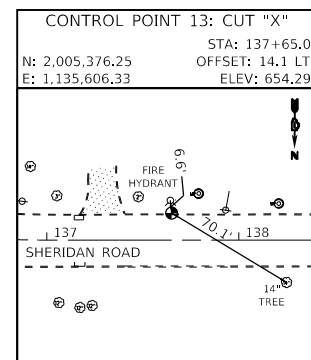 CONTROL POINT 13: CUT "X"
STA: 137+65.0
N: 2,005,376.25 OFFSET: 14.1 LT
E: 1,135,606.33 ELEV: 654.29
N
6.6'
FIRE
HYDRANT
70.1'
137
138
SHERIDAN ROAD
14"
TREE